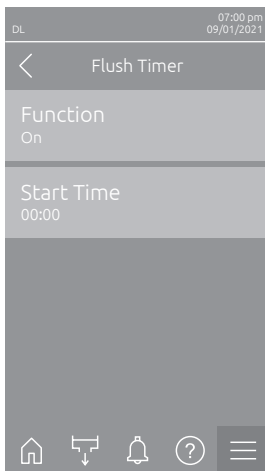 07:00 pm
DL 09/01/2021
Flush Timer
Function
On
Start Time
00:00
?